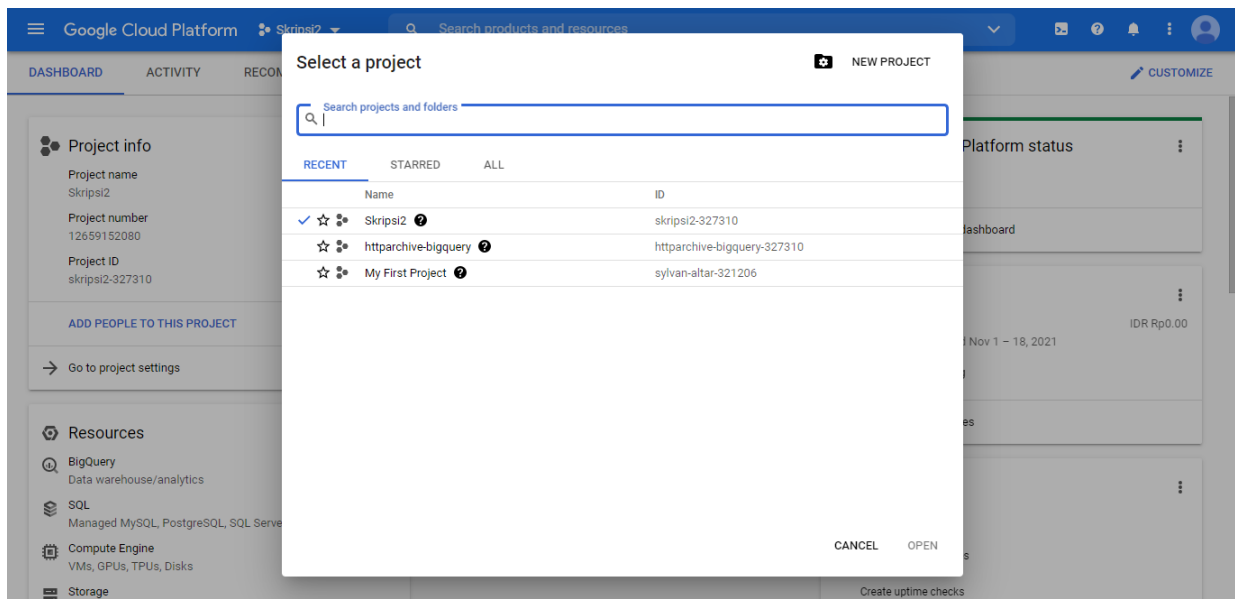 Google Cloud Platform
Skripsi2
Search products and resources
DASHBOARD
ACTIVITY
RECOM
CUSTOMIZE
Select a project
NEW PROJECT
Search projects and folders
RECENT
STARRED
ALL
Name
ID
Skripsi2
skripsi2-327310
httparchive-bigquery
httparchive-bigquery-327310
My First Project
sylvan-altar-321206
CANCEL
OPEN
Project info
Project name
Skripsi2
Project number
12659152080
Project ID
skripsi2-327310
ADD PEOPLE TO THIS PROJECT
Go to project settings
Resources
BigQuery
Data warehouse/analytics
SQL
Managed MySQL, PostgreSQL, SQL Serve
Compute Engine
VMs, GPUs, TPUs, Disks
Storage
Platform status
dashboard
IDR Rp0.00
Nov 1 – 18, 2021
Create uptime checks